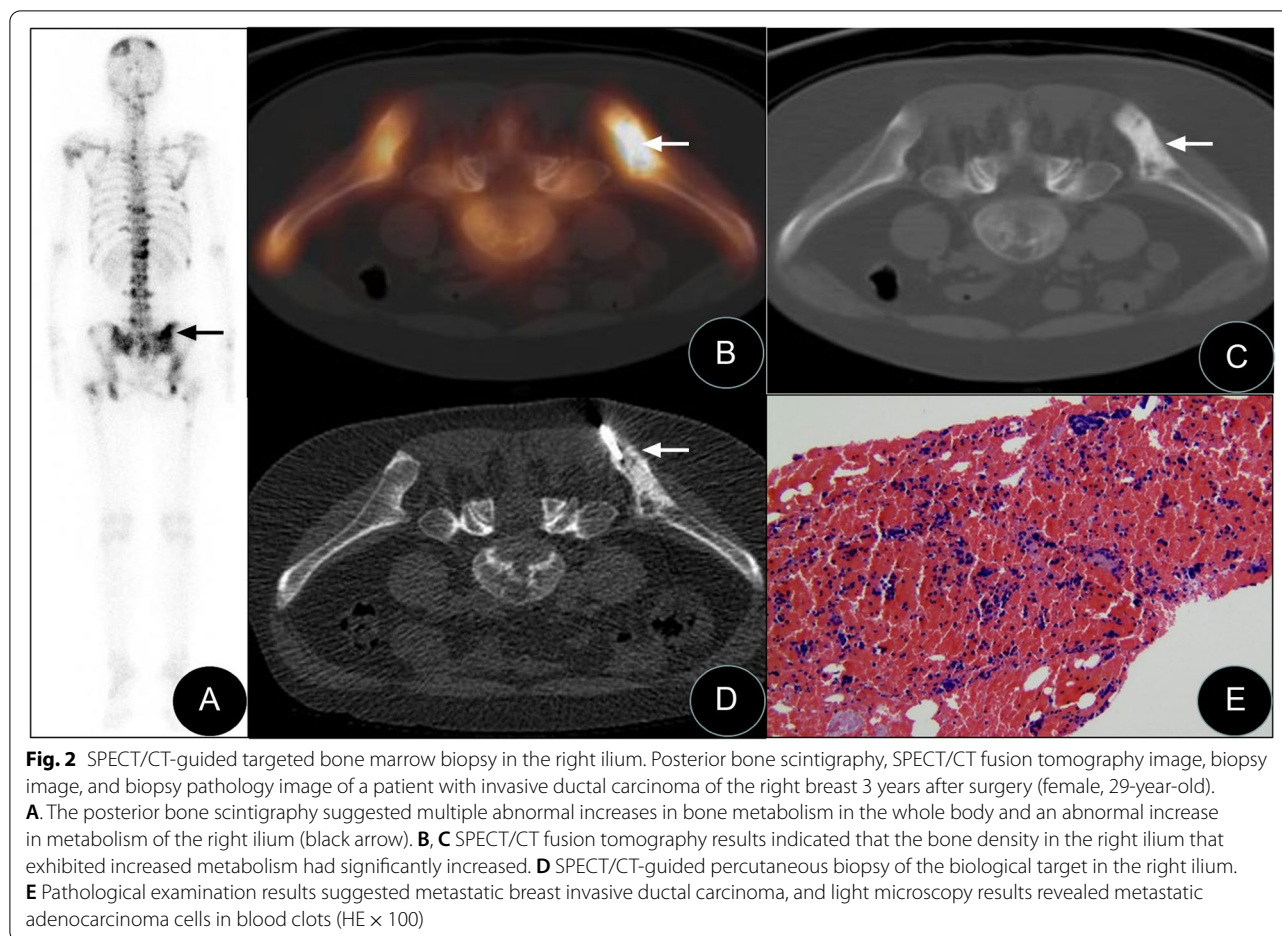 A
B
C
D
E
Fig. 2 SPECT/CT-guided targeted bone marrow biopsy in the right ilium. Posterior bone scintigraphy, SPECT/CT fusion tomography image, biopsy
image, and biopsy pathology image of a patient with invasive ductal carcinoma of the right breast 3 years after surgery (female, 29-year-old).
A. The posterior bone scintigraphy suggested multiple abnormal increases in bone metabolism in the whole body and an abnormal increase
in metabolism of the right ilium (black arrow). B, C SPECT/CT fusion tomography results indicated that the bone density in the right ilium that
exhibited increased metabolism had significantly increased. D SPECT/CT-guided percutaneous biopsy of the biological target in the right ilium.
E Pathological examination results suggested metastatic breast invasive ductal carcinoma, and light microscopy results revealed metastatic
adenocarcinoma cells in blood clots (HE × 100)